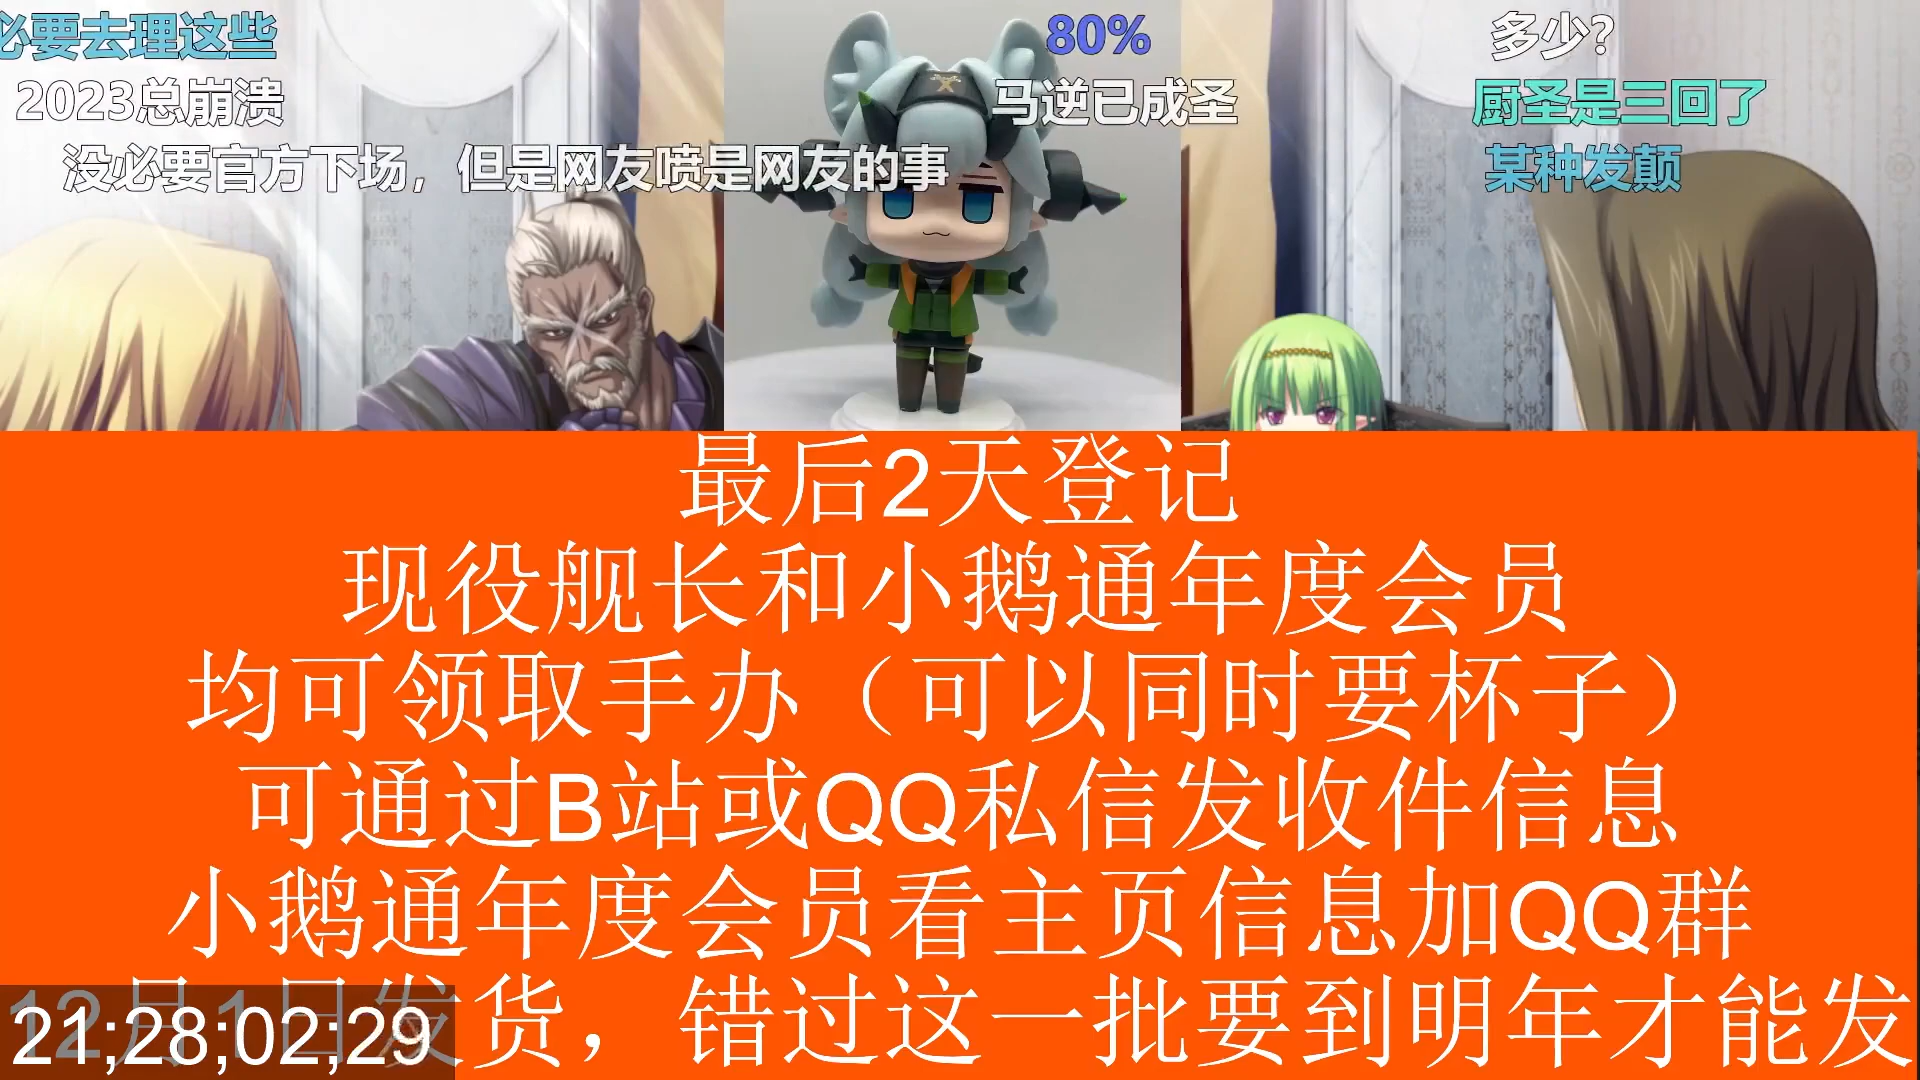 必要去理这些
80%
多少?
2023总崩溃
马逆已成圣
厨圣是三回了
没必要官方下场，但是网友喷是网友的事
某种发颠
最后2天登记
现役舰长和小鹅通年度会员
均可领取手办（可以同时要杯子）
可通过B站或QQ私信发收件信息
小鹅通年度会员看主页信息加QQ群
12月1日发货，错过这一批要到明年才能发
21;28;02;29